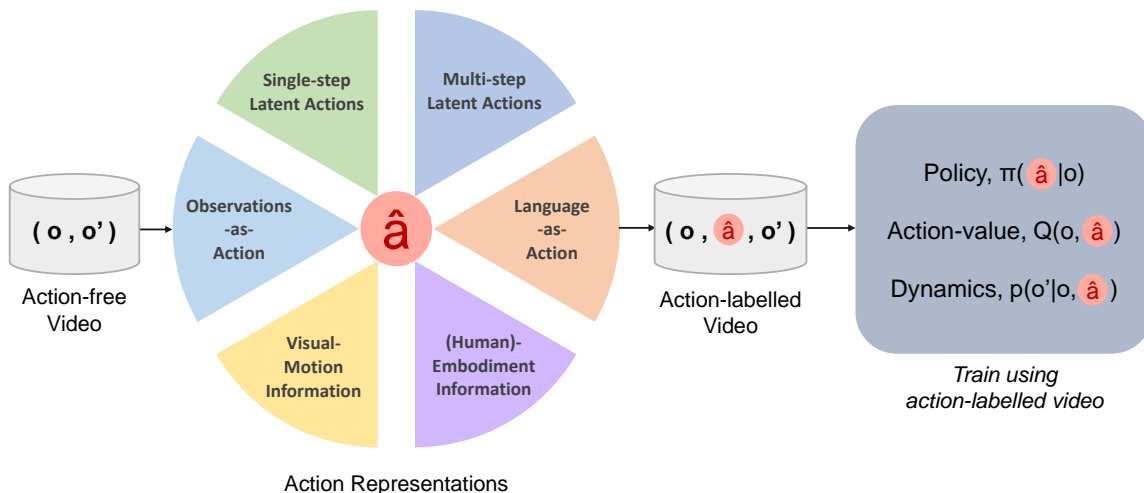 Single-step
Latent Actions
Multi-step
Latent Actions
( o , o’ )
Action-free
Video
Observations
-as-
Action
â
Language
-as-
Action
Visual-
Motion
Information
(Human)-
Embodiment
Information
Action Representations
( o , â , o’ )
Action-labelled
Video
Policy, π( â |o)
Action-value, Q(o, â )
Dynamics, p(o’|o, â )
Train using
action-labelled video